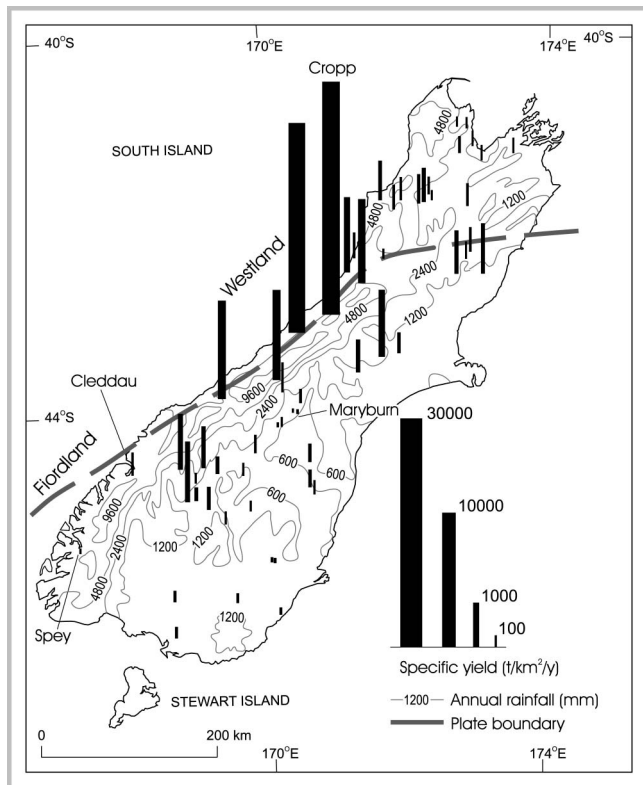 40°S
170°E
174°E
40°S
Cropp
4800
SOUTH ISLAND
4800
1200
Westland
2400
4800
1200
Cleddau
9600
2400
Maryburn
44°S
30000
Fiordland
600
600
9600
600
10000
2400
1200
1200
4800
1000
1200
100
Spey
Specific yield (t/km²/y)
1200 Annual rainfall (mm)
STEWART ISLAND
Plate boundary
0
200 km
170°E
174°E